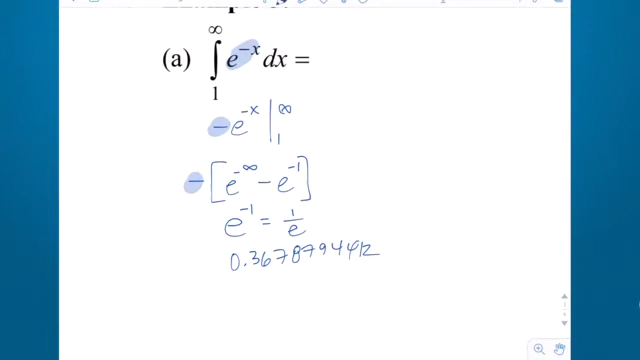 (a) ∫₁^∞ e^{-x} dx =
-e^{-x} |₁^∞
-[e^{-∞} - e^{-1}]
e^{-1} = 1/e
0.3678794412